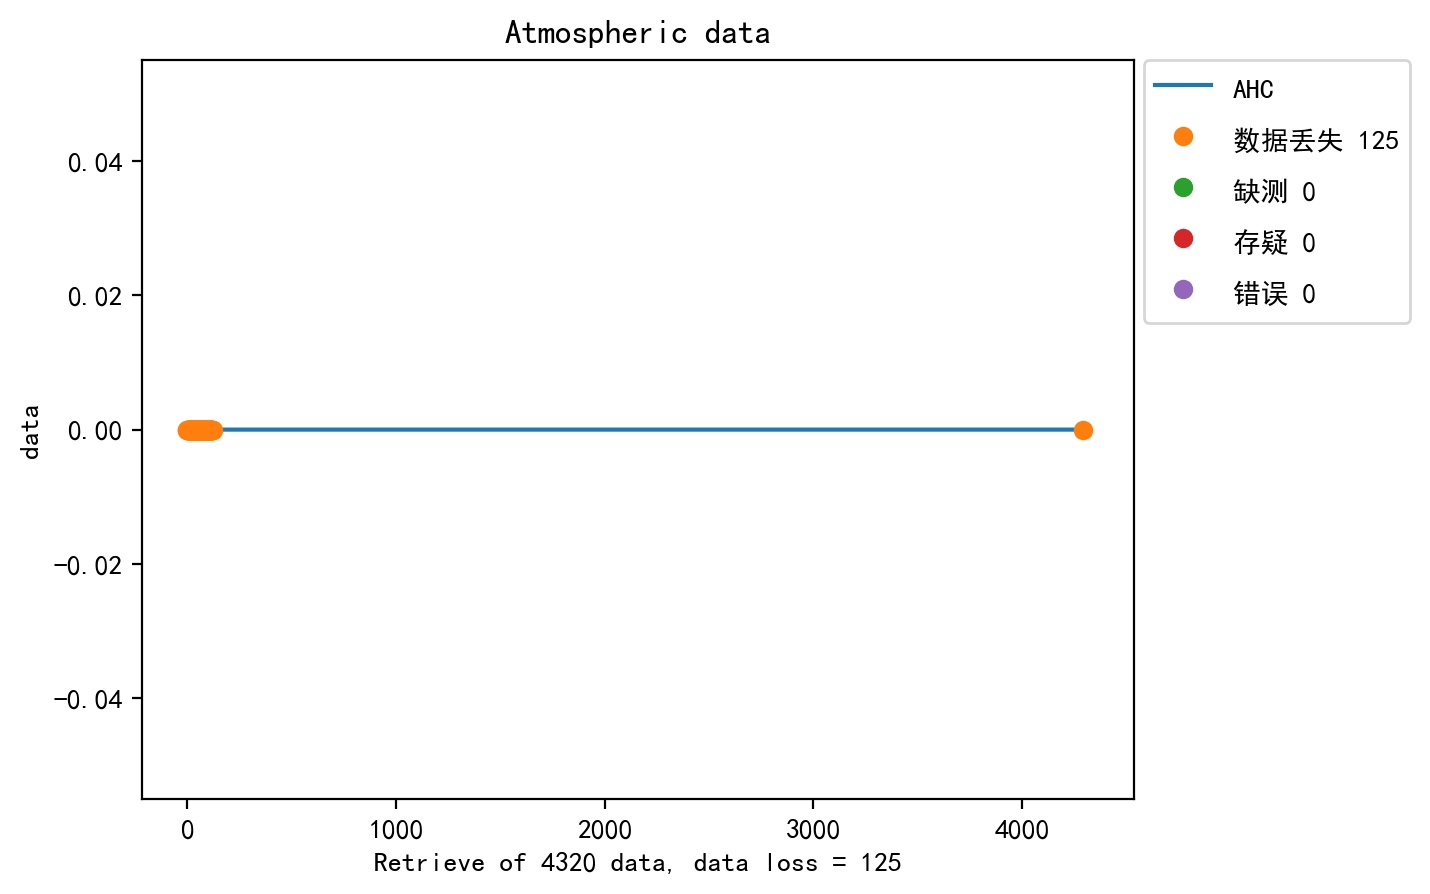 Atmospheric data
AHC
数据丢失 125
缺测 0
存疑 0
错误 0
data
0.04
0.02
0.00
−0.02
−0.04
0 1000 2000 3000 4000
Retrieve of 4320 data, data loss = 125